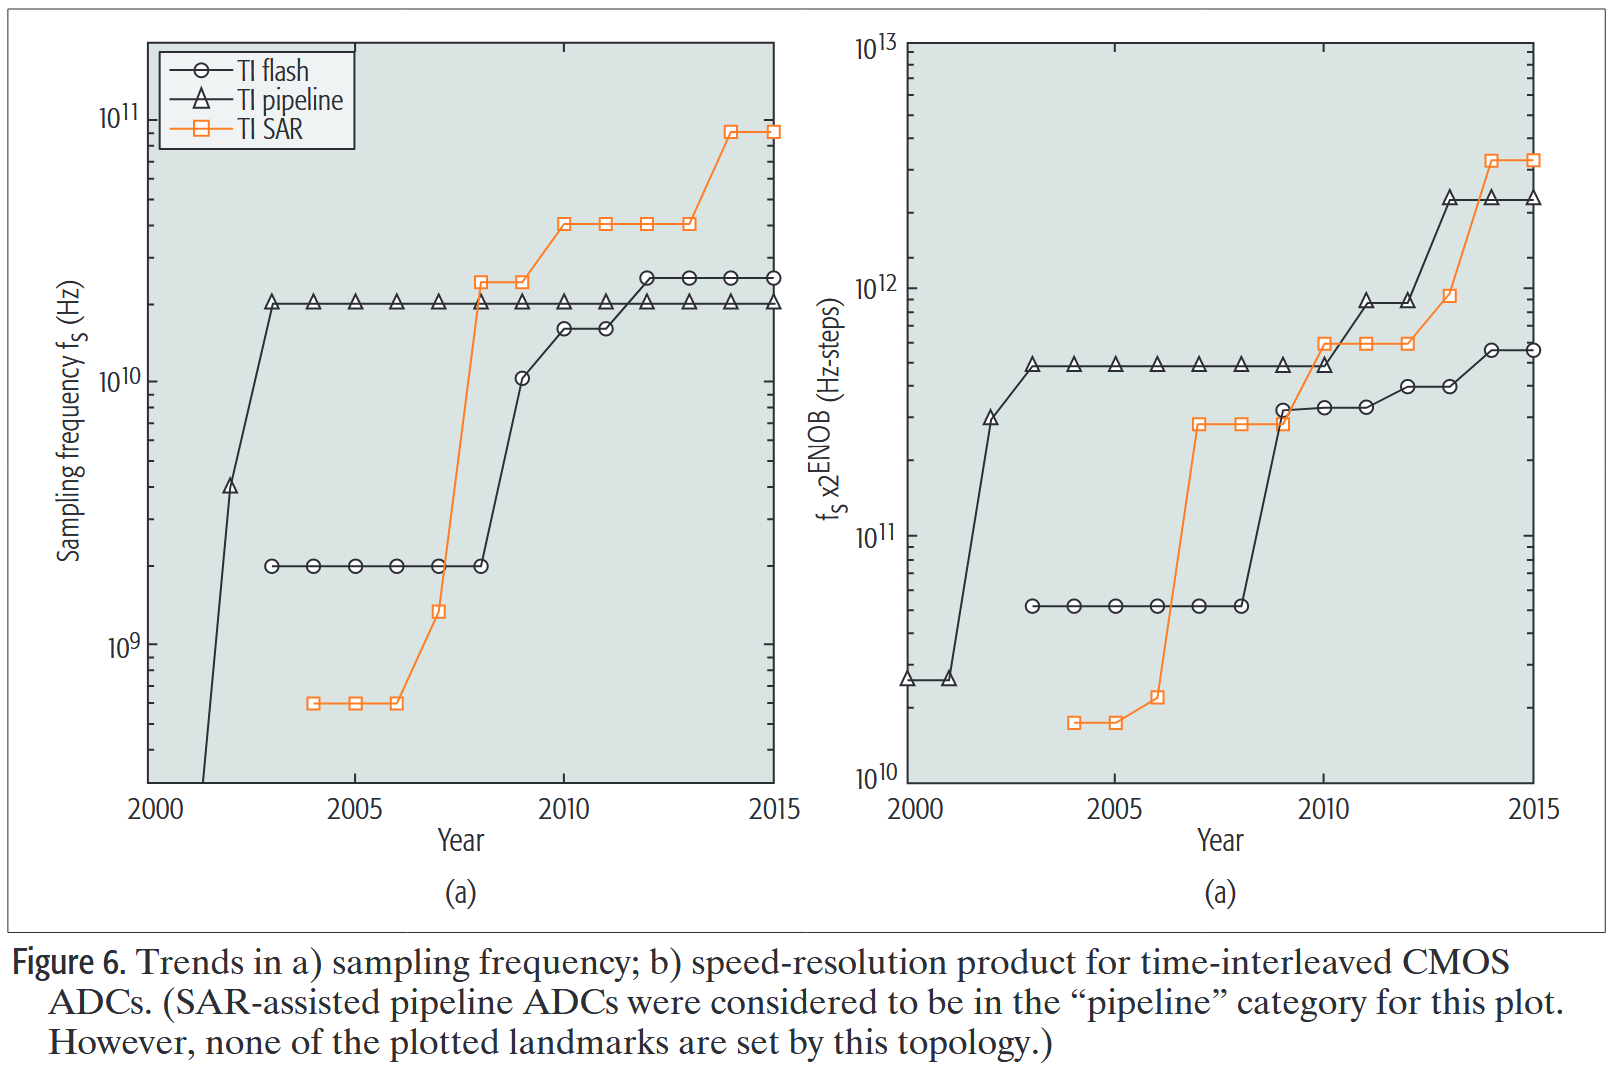 TI flash
TI pipeline
TI SAR
Sampling frequency fs (Hz)
10^11
10^10
10^9
2000 2005 2010 2015
Year
(a)
fs x2^ENOB (Hz-steps)
10^13
10^12
10^11
10^10
2000 2005 2010 2015
Year
(a)
Figure 6. Trends in a) sampling frequency; b) speed-resolution product for time-interleaved CMOS
ADCs. (SAR-assisted pipeline ADCs were considered to be in the “pipeline” category for this plot.
However, none of the plotted landmarks are set by this topology.)